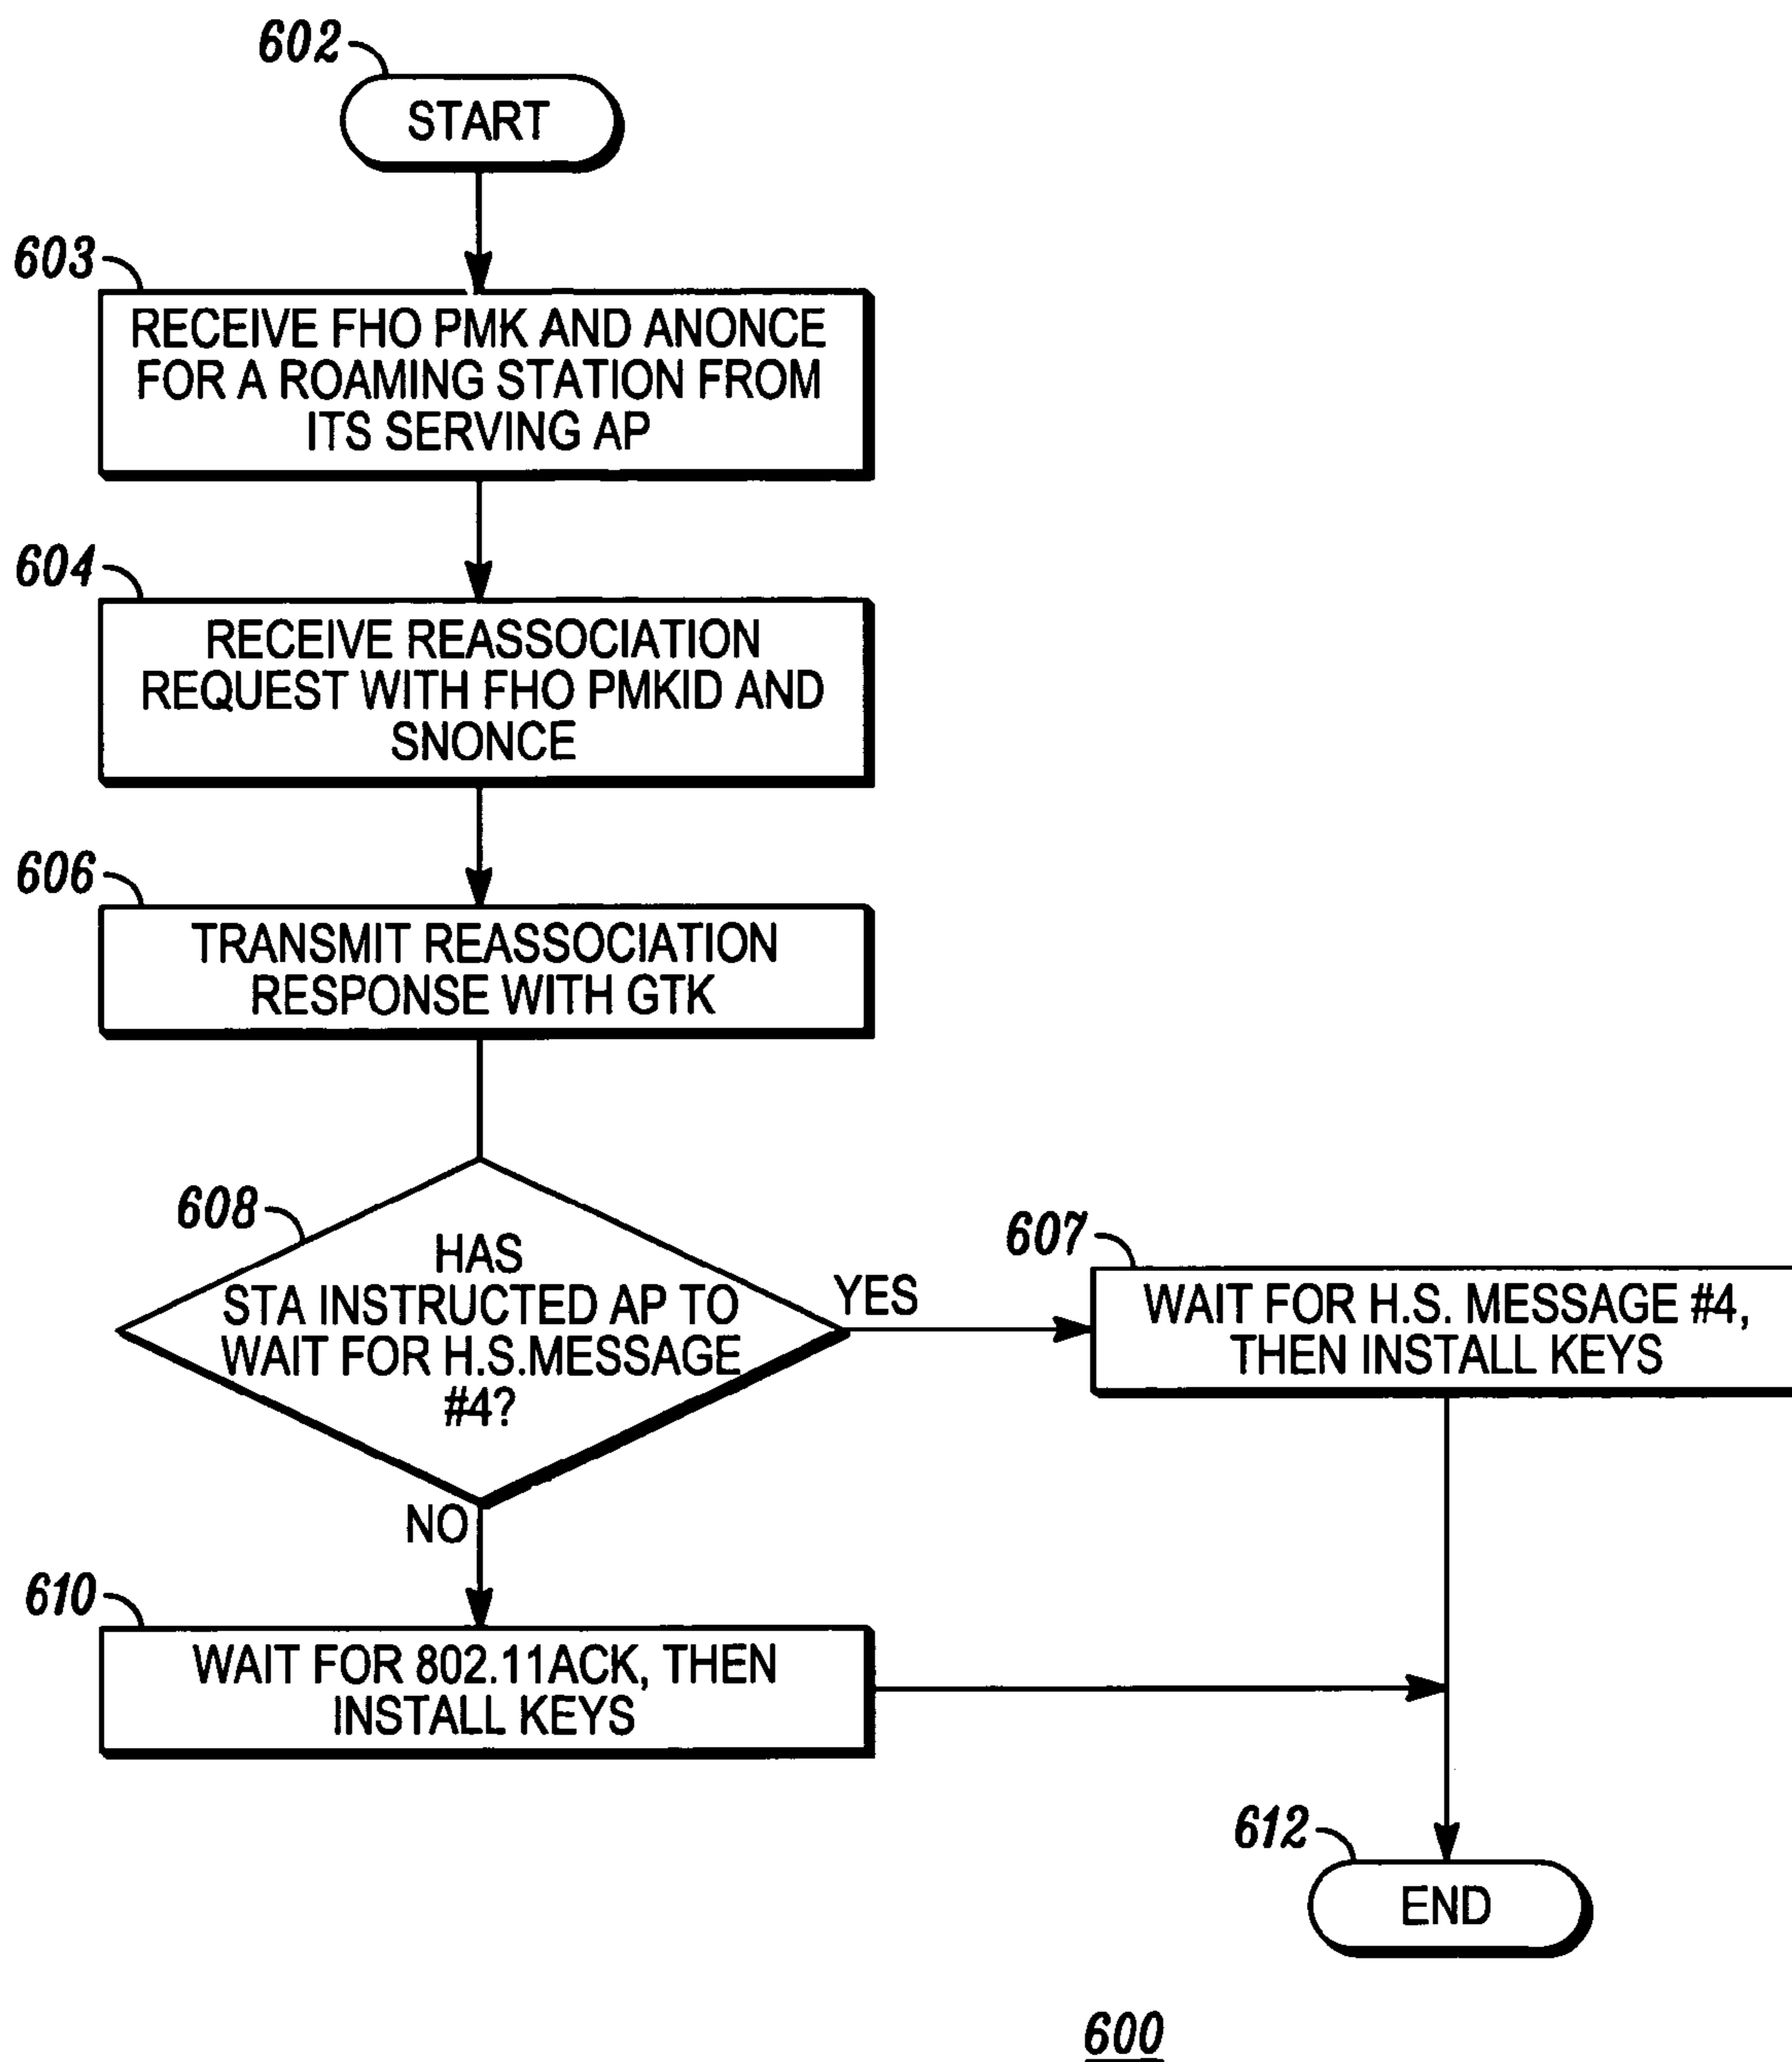 602
START
603
RECEIVE FHO PMK AND ANONCE
FOR A ROAMING STATION FROM
ITS SERVING AP
604
RECEIVE REASSOCIATION
REQUEST WITH FHO PMKID AND
SNONCE
606
TRANSMIT REASSOCIATION
RESPONSE WITH GTK
608
HAS
STA INSTRUCTED AP TO
WAIT FOR H.S.MESSAGE
#4?
YES
607
WAIT FOR H.S. MESSAGE #4,
THEN INSTALL KEYS
NO
610
WAIT FOR 802.11ACK, THEN
INSTALL KEYS
612
END
600